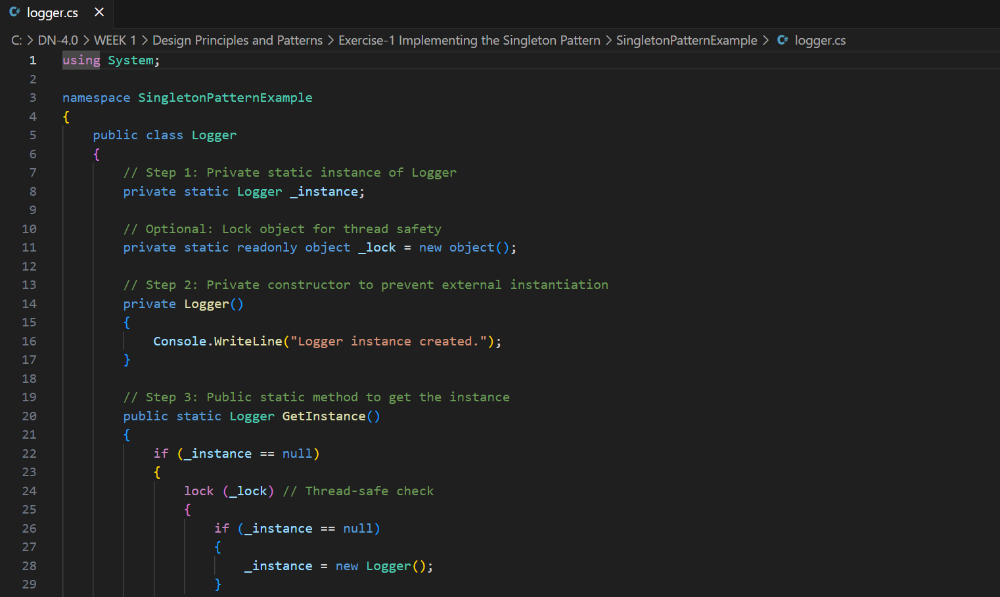 logger.cs
C: > DN-4.0 > WEEK 1 > Design Principles and Patterns > Exercise-1 Implementing the Singleton Pattern > SingletonPatternExample > logger.cs
1 using System;
2
3 namespace SingletonPatternExample
4 {
5 public class Logger
6 {
7 // Step 1: Private static instance of Logger
8 private static Logger _instance;
9
10 // Optional: Lock object for thread safety
11 private static readonly object _lock = new object();
12
13 // Step 2: Private constructor to prevent external instantiation
14 private Logger()
15 {
16 Console.WriteLine("Logger instance created.");
17 }
18
19 // Step 3: Public static method to get the instance
20 public static Logger GetInstance()
21 {
22 if (_instance == null)
23 {
24 lock (_lock) // Thread-safe check
25 {
26 if (_instance == null)
27 {
28 _instance = new Logger();
29 }